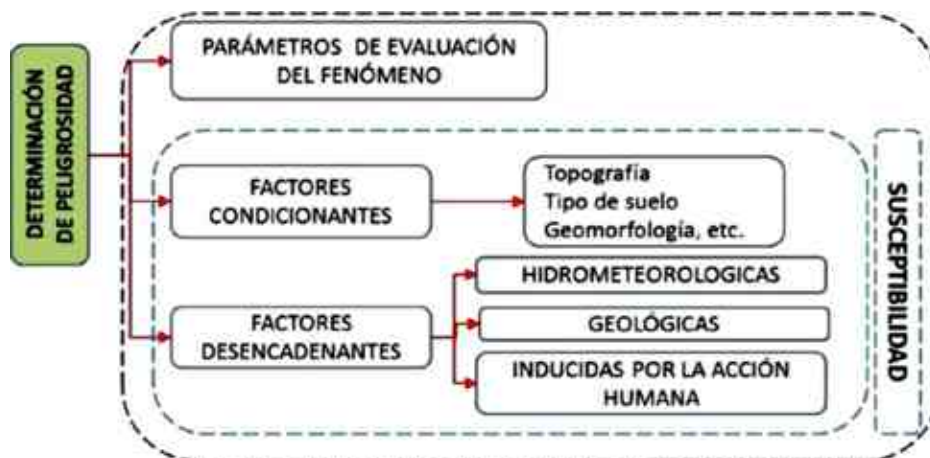 DETERMINACIÓN
DE PELIGROSIDAD
PARÁMETROS DE EVALUACIÓN
DEL FENÓMENO
FACTORES
CONDICIONANTES
Topografía
Tipo de suelo
Geomorfología, etc.
FACTORES
DESENCADENANTES
HIDROMETEOROLOGICAS
GEOLÓGICAS
INDUCIDAS POR LA ACCIÓN
HUMANA
SUSCEPTIBILIDAD